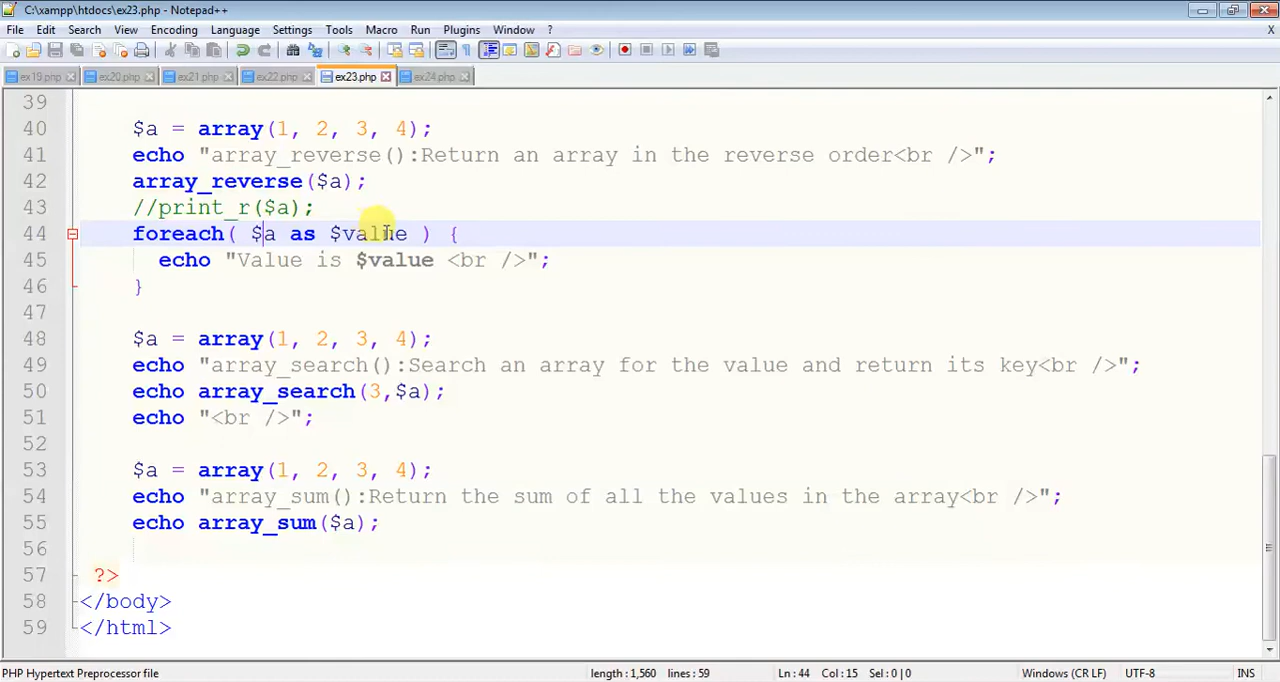 C:\xampp\htdocs\ex23.php - Notepad++
File Edit Search View Encoding Language Settings Tools Macro Run Plugins Window ?
ex19.php ex20.php ex21.php ex22.php ex23.php ex24.php
39
40 $a = array(1, 2, 3, 4);
41 echo "array_reverse():Return an array in the reverse order<br />";
42 array_reverse($a);
43 //print_r($a);
44 foreach( $a as $value ) {
45 echo "Value is $value <br />";
46 }
47
48 $a = array(1, 2, 3, 4);
49 echo "array_search():Search an array for the value and return its key<br />";
50 echo array_search(3,$a);
51 echo "<br />";
52
53 $a = array(1, 2, 3, 4);
54 echo "array_sum():Return the sum of all the values in the array<br />";
55 echo array_sum($a);
56
57 ?>
58 </body>
59 </html>
PHP Hypertext Preprocessor file length : 1,560 lines : 59 Ln : 44 Col : 15 Sel : 0 | 0 Windows (CR LF) UTF-8 INS